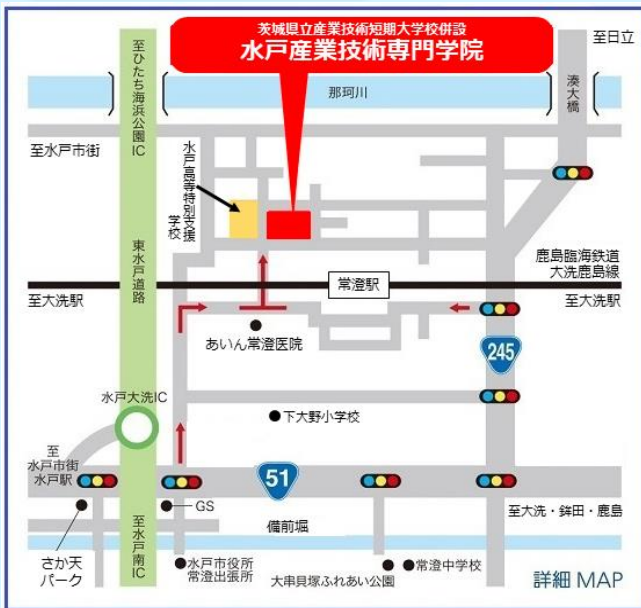 茨城県立産業技術短期大学校併設
水戸産業技術専門学院
至日立
至ひたち海浜公園IC
那珂川
湊大橋
至水戸市街
水戸高等特別支援
学校
東水戸道路
鹿島臨海鉄道
大洗鹿島線
常澄駅
至大洗駅
至大洗駅
あいん常澄医院
245
水戸大洗IC
下大野小学校
至
水戸市街
水戸駅
51
GS
至大洗・鉾田・鹿島
備前堀
さか天
パーク
至水戸南IC
水戸市役所
常澄出張所
大串貝塚ふれあい公園
常澄中学校
詳細 MAP